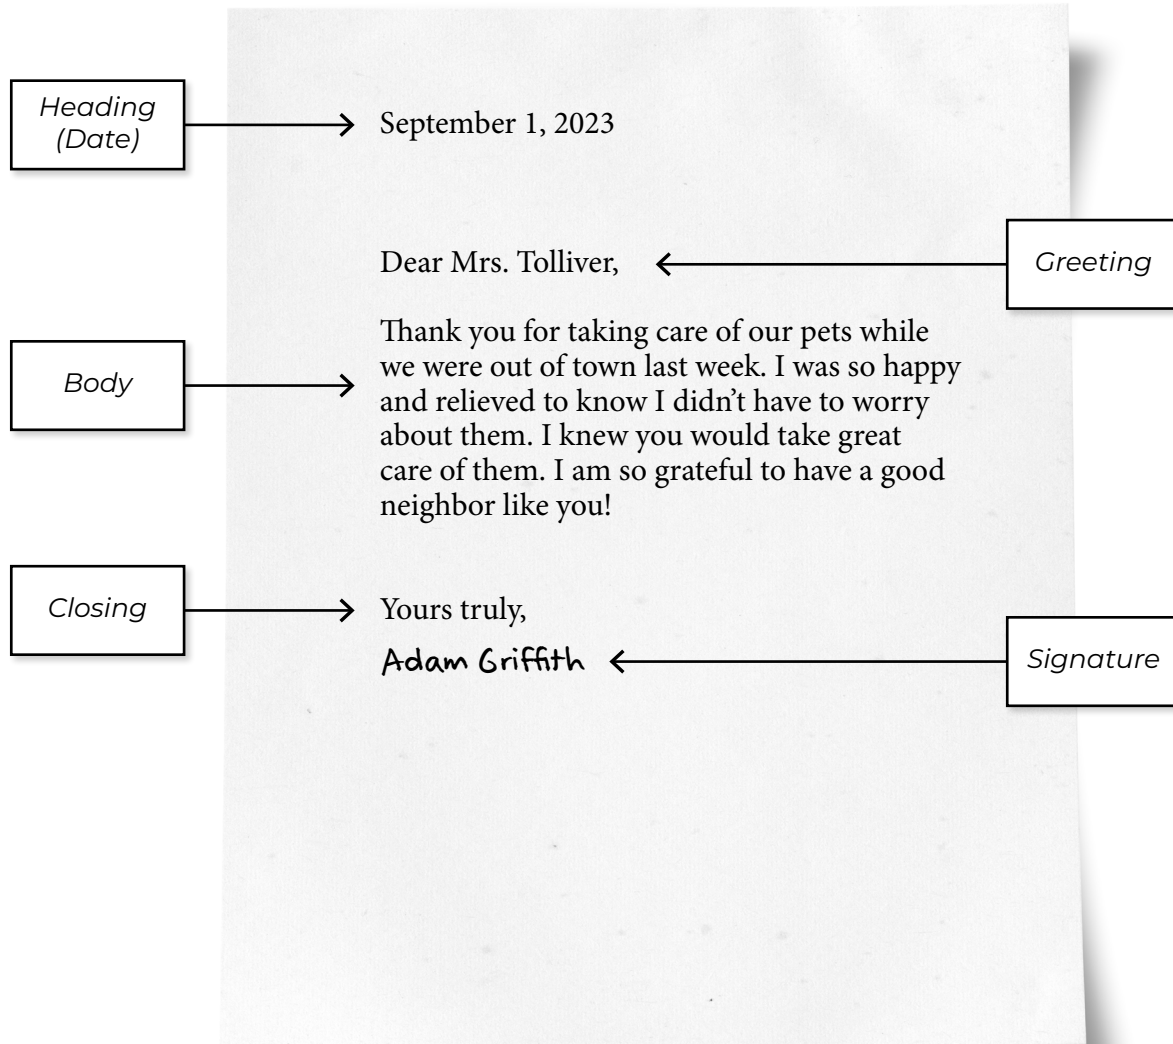 Heading
(Date)
September 1, 2023
Dear Mrs. Tolliver,
Greeting
Thank you for taking care of our pets while
we were out of town last week. I was so happy
and relieved to know I didn’t have to worry
about them. I knew you would take great
care of them. I am so grateful to have a good
neighbor like you!
Body
Closing
Yours truly,
Adam Griffith
Signature